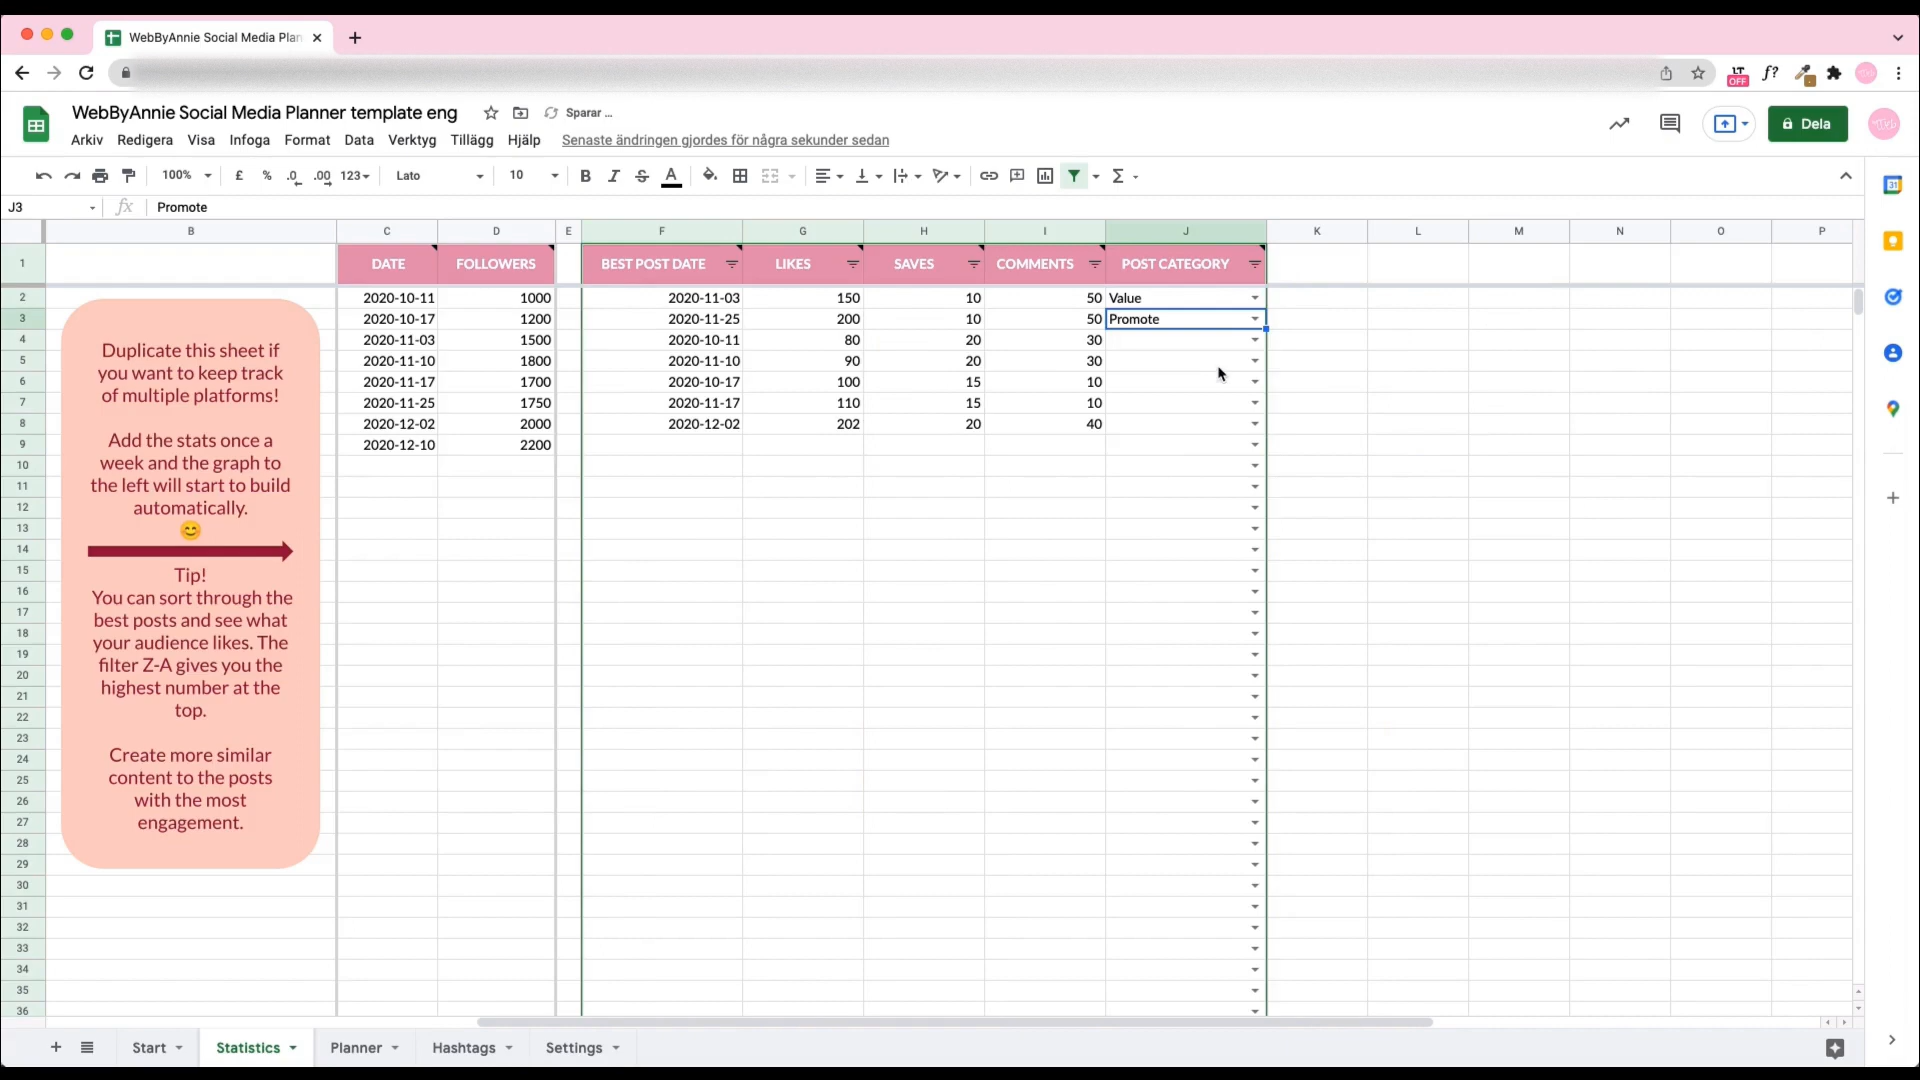 WebByAnnie Social Media Plan
LT
OFF
f?
WebByAnnie Social Media Planner template eng
Sparar ...
Arkiv Redigera Visa Infoga Format Data Verktyg Tillägg Hjälp Senaste ändringen gjordes för några sekunder sedan
Dela
100% £ % .0 .00 123 Lato 10 B I S A Σ
31
J3 fx Promote
B C D E F G H I J K L M N O P
1 DATE FOLLOWERS BEST POST DATE LIKES SAVES COMMENTS POST CATEGORY
2 2020-10-11 1000 2020-11-03 150 10 50 Value
3 2020-10-17 1200 2020-11-25 200 10 50 Promote
4 2020-11-03 1500 2020-10-11 80 20 30
5 2020-11-10 1800 2020-11-10 90 20 30
6 2020-11-17 1700 2020-10-17 100 15 10
7 2020-11-25 1750 2020-11-17 110 15 10
8 2020-12-02 2000 2020-12-02 202 20 40
9 2020-12-10 2200
10
11
12
13
14
15
16
17
18
19
20
21
22
23
24
25
26
27
28
29
30
31
32
33
34
35
36
Duplicate this sheet if
you want to keep track
of multiple platforms!
Add the stats once a
week and the graph to
the left will start to build
automatically.
😊
Tip!
You can sort through the
best posts and see what
your audience likes. The
filter Z-A gives you the
highest number at the
top.
Create more similar
content to the posts
with the most
engagement.
Start Statistics Planner Hashtags Settings